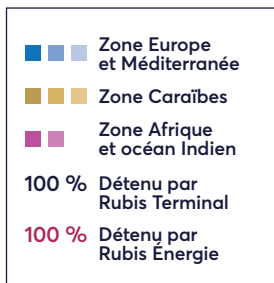 Zone Europe
et Méditerranée
Zone Caraïbes
Zone Afrique
et océan Indien
100 % Détenu par
Rubis Terminal
100 % Détenu par
Rubis Énergie